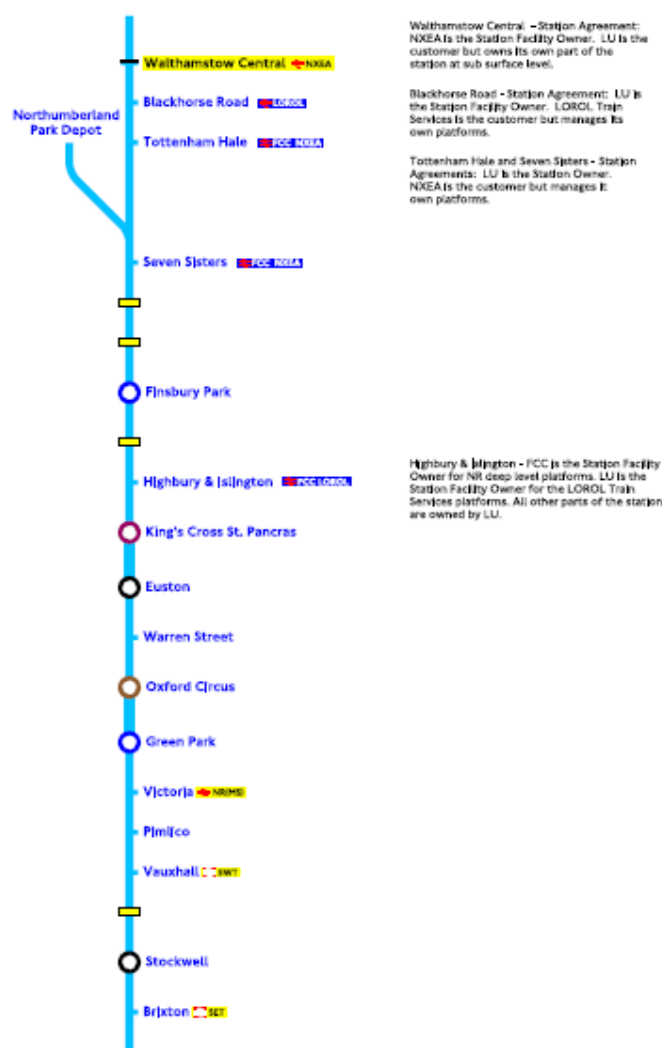 Walthamstow Central NXEA
Blackhorse Road LOROL
Northumberland
Park Depot
Tottenham Hale FCC NXEA
Seven Sisters FCC NXEA
Finsbury Park
Highbury & Islington FCC LOROL
King's Cross St. Pancras
Euston
Warren Street
Oxford Circus
Green Park
Victoria NR(HS)
Pimlico
Vauxhall SWT
Stockwell
Brixton SET
Walthamstow Central - Station Agreement:
NXEA is the Station Facility Owner. LU is the
customer but owns its own part of the
station at sub surface level.
Blackhorse Road - Station Agreement: LU is
the Station Facility Owner. LOROL Train
Services is the customer but manages its
own platforms.
Tottenham Hale and Seven Sisters - Station
Agreements: LU is the Station Owner.
NXEA is the customer but manages it
own platforms.
Highbury & Islington - FCC is the Station Facility
Owner for NR deep level platforms. LU is the
Station Facility Owner for the LOROL Train
Services platforms. All other parts of the station
are owned by LU.